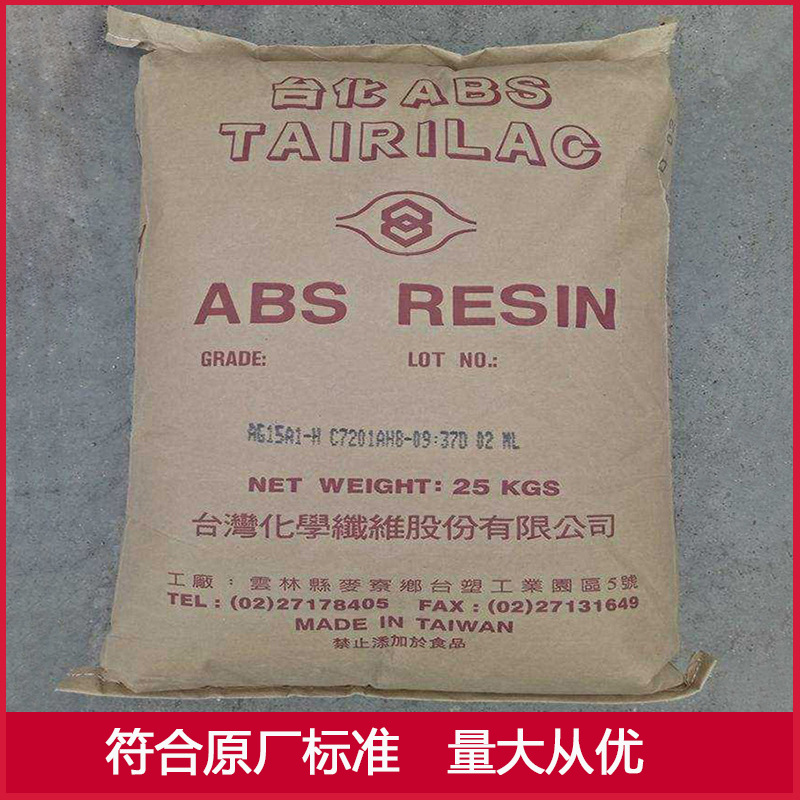 台化 ABS
TAIRILAC
ABS RESIN
GRADE: LOT NO.:
AG15A1-H C7201AH8-09:37D 02 ML
NET WEIGHT: 25 KGS
台灣化學纖維股份有限公司
工廠：雲林縣麥寮鄉台塑工業園區5號
TEL：(02)27178405 FAX：(02)27131649
MADE IN TAIWAN
禁止添加於食品
符合原厂标准 量大从优